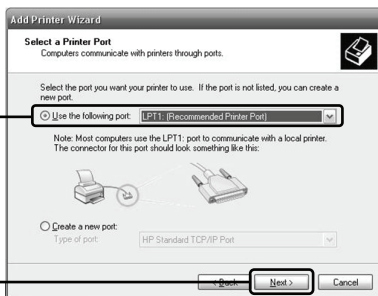 Add Printer Wizard
Select a Printer Port
Computers communicate with printers through ports.
Select the port you want your printer to use. If the port is not listed, you can create a
new port.
Use the following port: LPT1: (Recommended Printer Port)
Note: Most computers use the LPT1: port to communicate with a local printer.
The connector for this port should look something like this:
Create a new port:
Type of port: HP Standard TCP/IP Port
< Back Next > Cancel